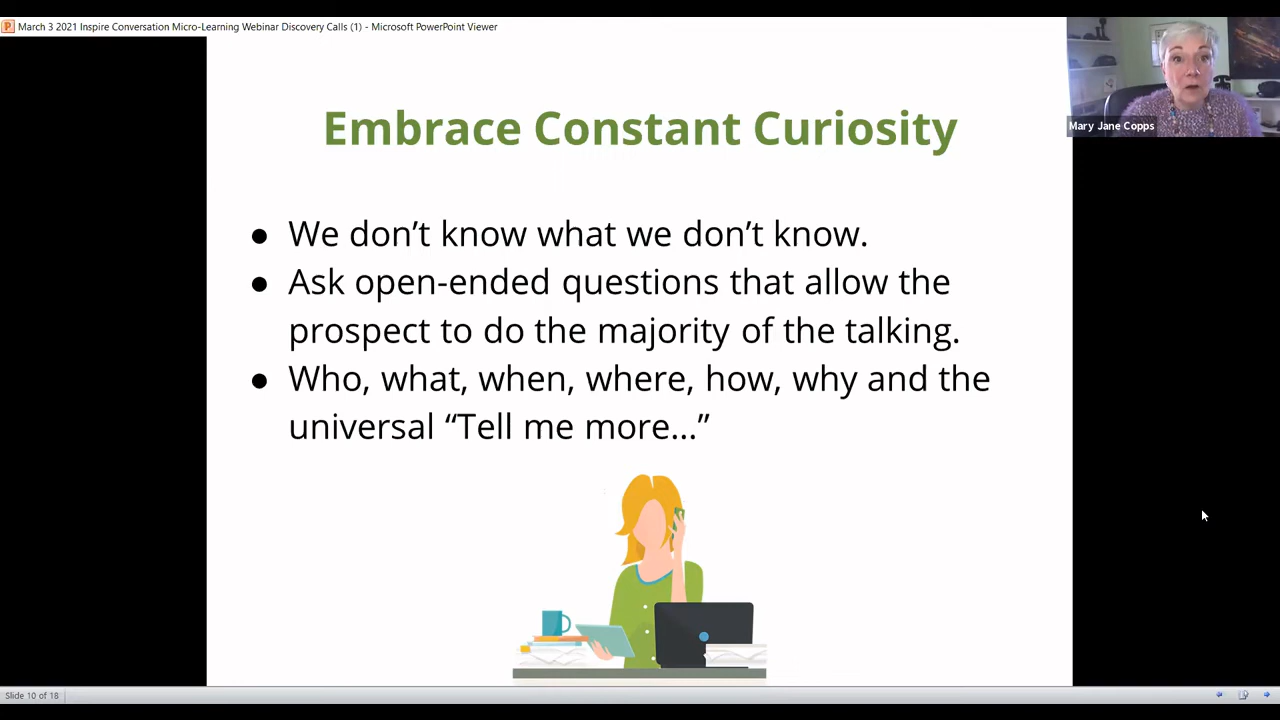 March 3 2021 Inspire Conversation Micro-Learning Webinar Discovery Calls (1) - Microsoft PowerPoint Viewer
Mary Jane Copps
Embrace Constant Curiosity
● We don’t know what we don’t know.
● Ask open-ended questions that allow the
prospect to do the majority of the talking.
● Who, what, when, where, how, why and the
universal “Tell me more...”
Slide 10 of 18